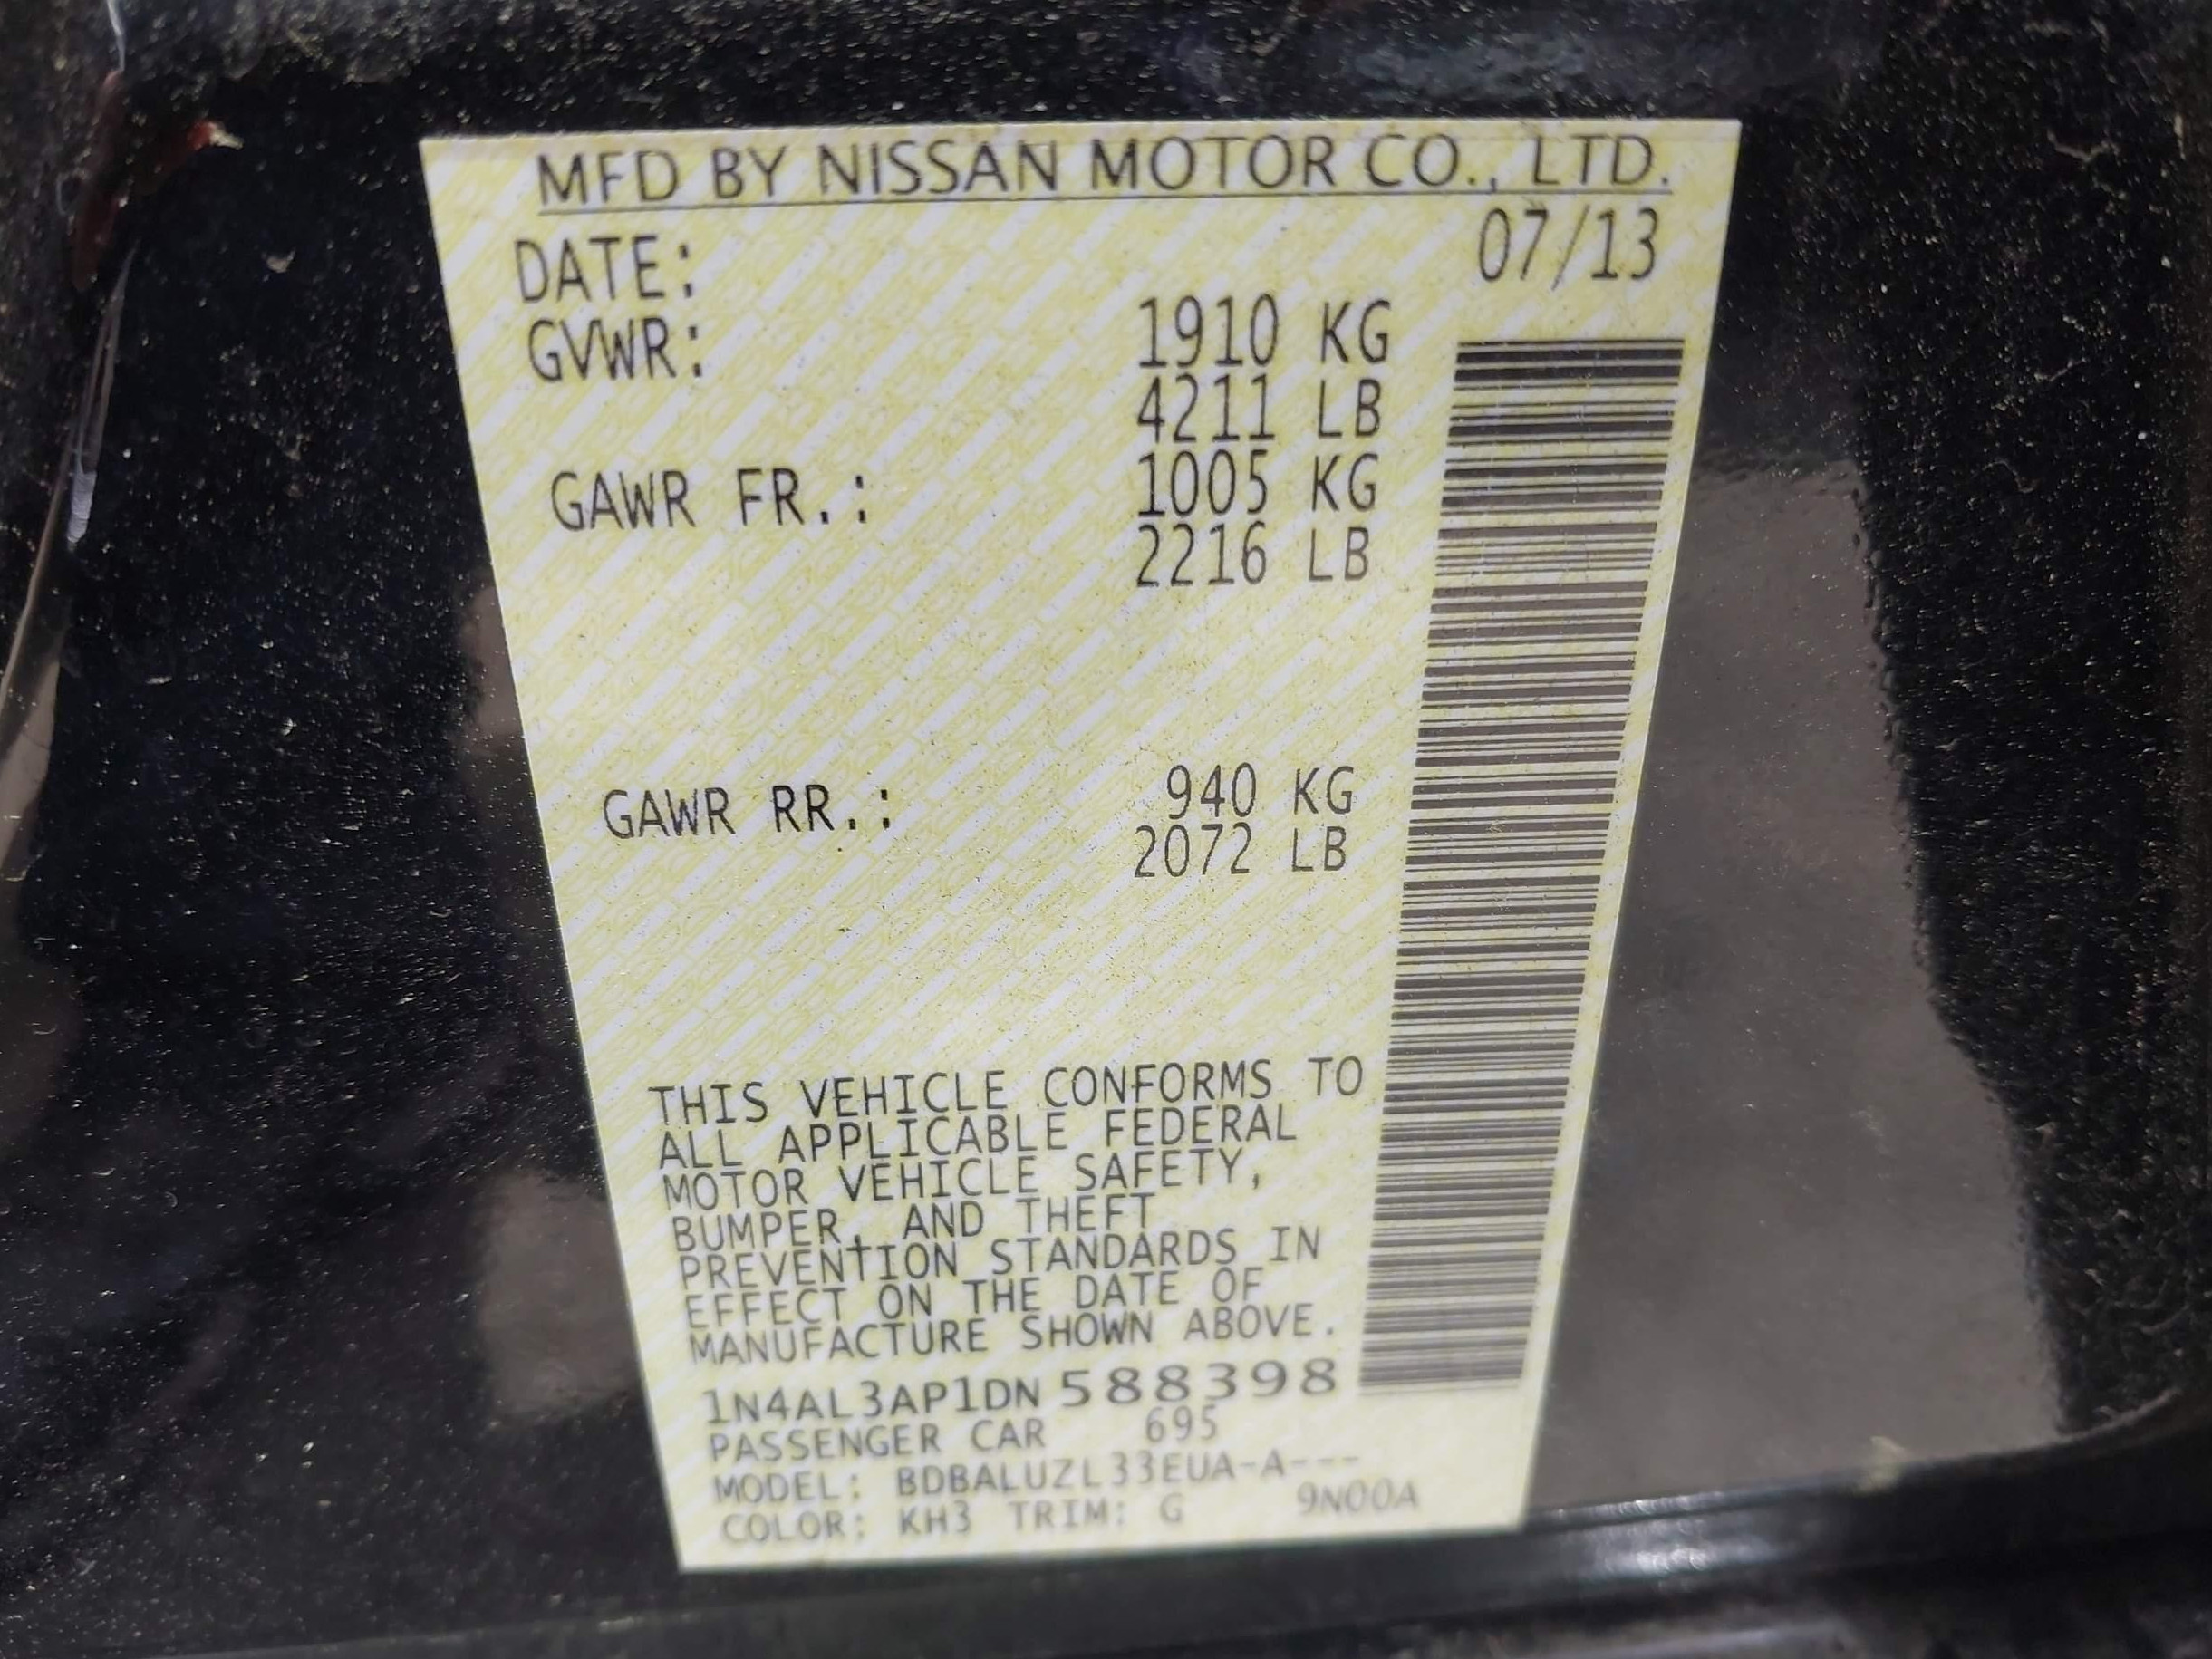 MFD BY NISSAN MOTOR CO., LTD.
DATE: 07/13
GVWR: 1910 KG
4211 LB
GAWR FR.: 1005 KG
2216 LB
GAWR RR.: 940 KG
2072 LB
THIS VEHICLE CONFORMS TO
ALL APPLICABLE FEDERAL
MOTOR VEHICLE SAFETY,
BUMPER, AND THEFT
PREVENTION STANDARDS IN
EFFECT ON THE DATE OF
MANUFACTURE SHOWN ABOVE.
1N4AL3AP1DN588398
PASSENGER CAR 695
MODEL: BDBALUZL33EUA-A---
COLOR: KH3 TRIM: G 9N00A